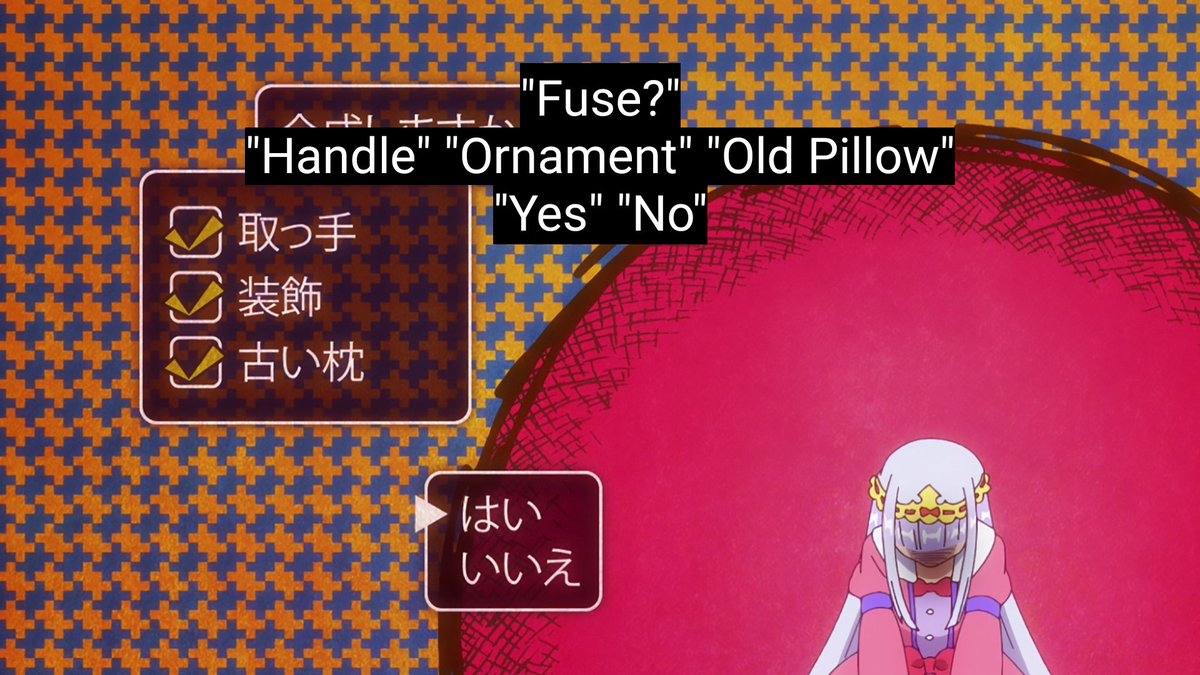 "Fuse?"
"Handle" "Ornament" "Old Pillow"
"Yes" "No"
取っ手
装飾
古い枕
はい
いいえ